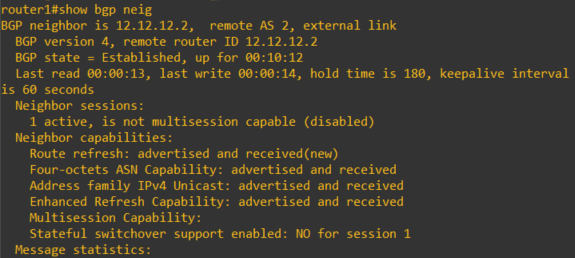 router1#show bgp neig
BGP neighbor is 12.12.12.2,  remote AS 2, external link
  BGP version 4, remote router ID 12.12.12.2
  BGP state = Established, up for 00:10:12
  Last read 00:00:13, last write 00:00:14, hold time is 180, keepalive interval
is 60 seconds
  Neighbor sessions:
    1 active, is not multisession capable (disabled)
  Neighbor capabilities:
    Route refresh: advertised and received(new)
    Four-octets ASN Capability: advertised and received
    Address family IPv4 Unicast: advertised and received
    Enhanced Refresh Capability: advertised and received
    Multisession Capability:
    Stateful switchover support enabled: NO for session 1
  Message statistics: